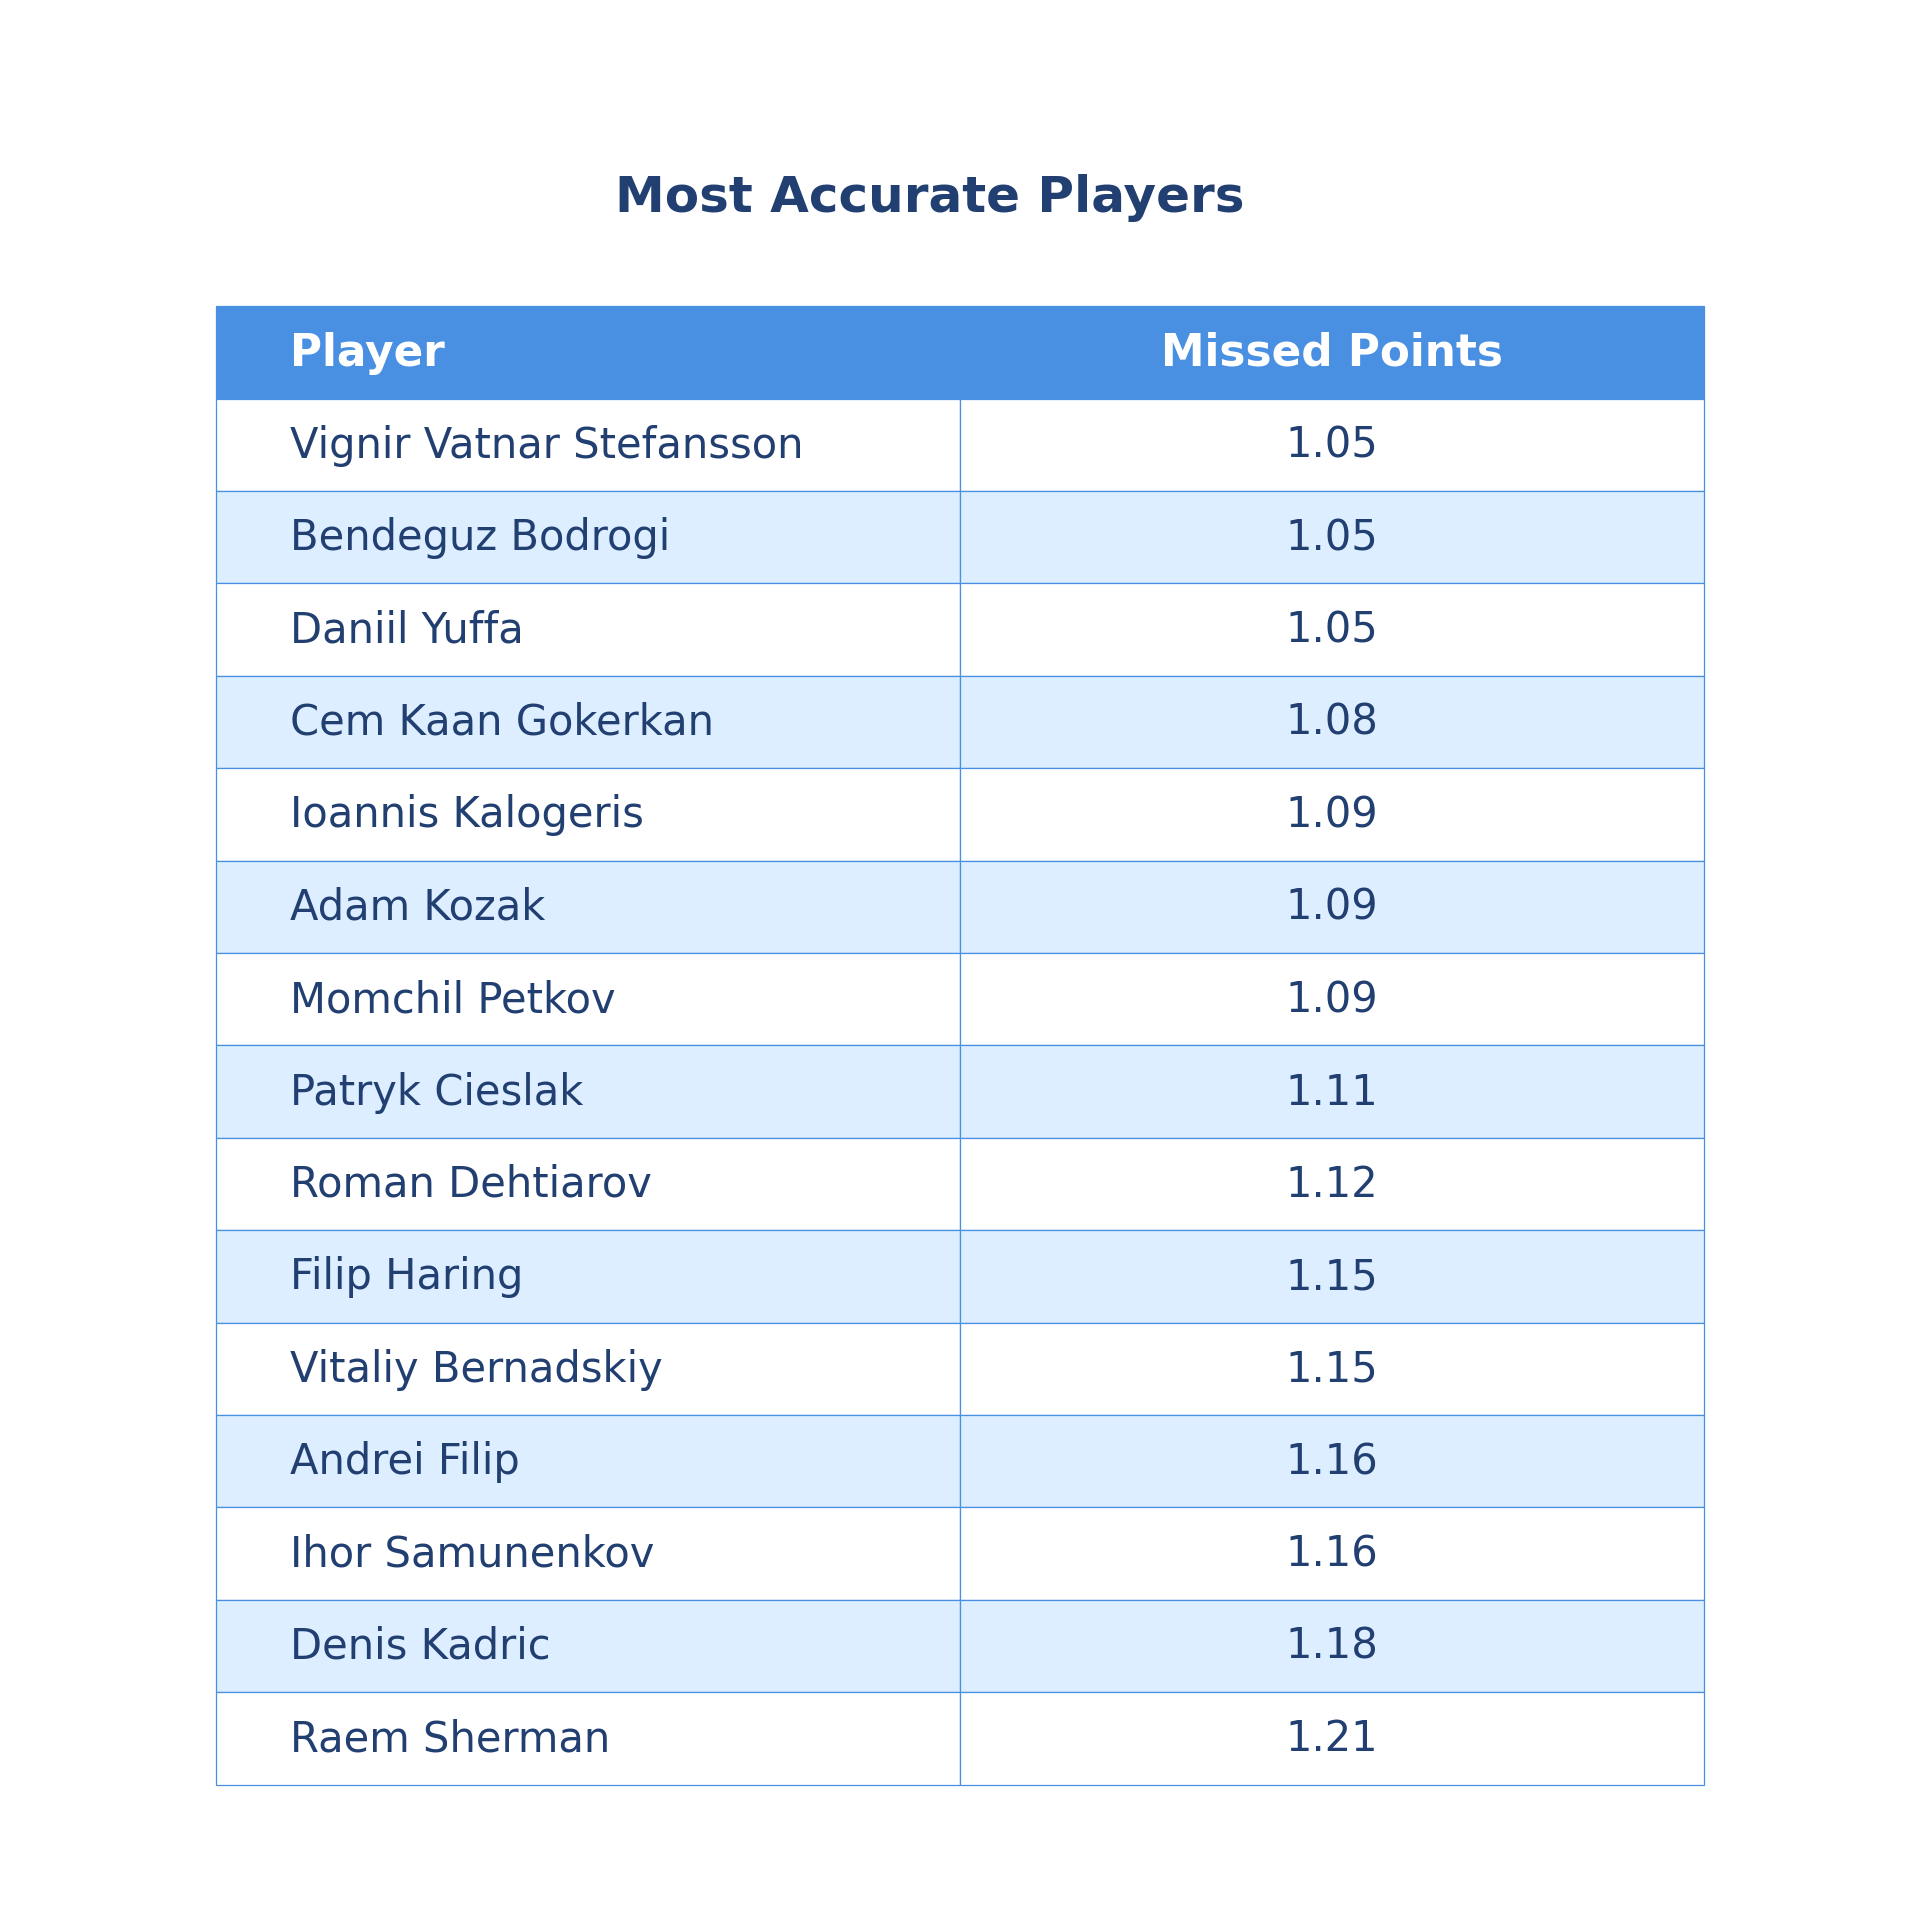 Most Accurate Players
Player Missed Points
Vignir Vatnar Stefansson 1.05
Bendeguz Bodrogi 1.05
Daniil Yuffa 1.05
Cem Kaan Gokerkan 1.08
Ioannis Kalogeris 1.09
Adam Kozak 1.09
Momchil Petkov 1.09
Patryk Cieslak 1.11
Roman Dehtiarov 1.12
Filip Haring 1.15
Vitaliy Bernadskiy 1.15
Andrei Filip 1.16
Ihor Samunenkov 1.16
Denis Kadric 1.18
Raem Sherman 1.21